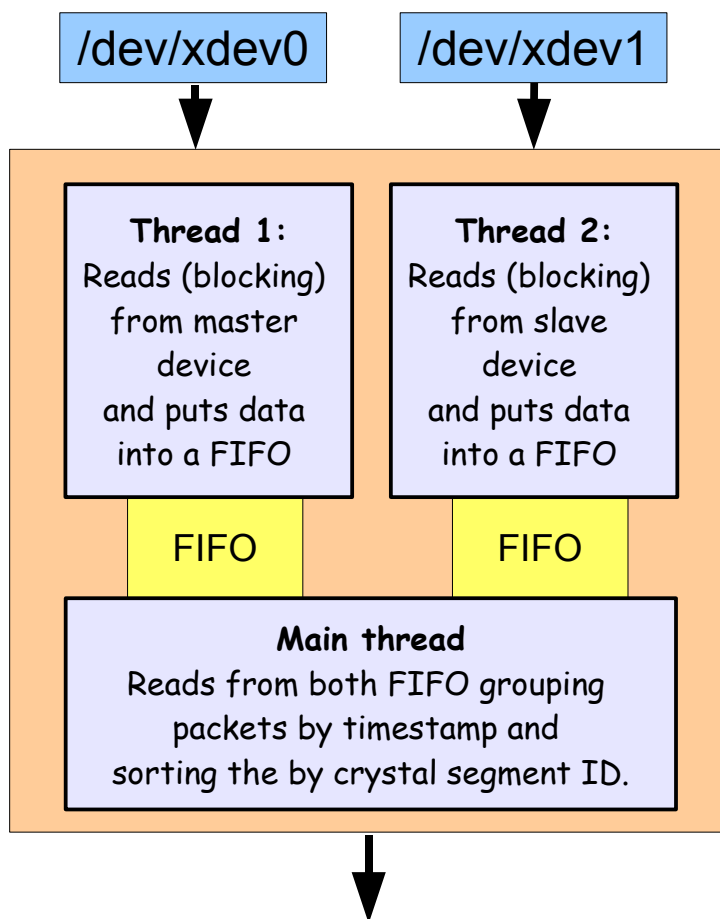 /dev/xdev0
/dev/xdev1
Thread 1:
Reads (blocking)
from master
device
and puts data
into a FIFO
Thread 2:
Reads (blocking)
from slave
device
and puts data
into a FIFO
FIFO
FIFO
Main thread
Reads from both FIFO grouping
packets by timestamp and
sorting the by crystal segment ID.